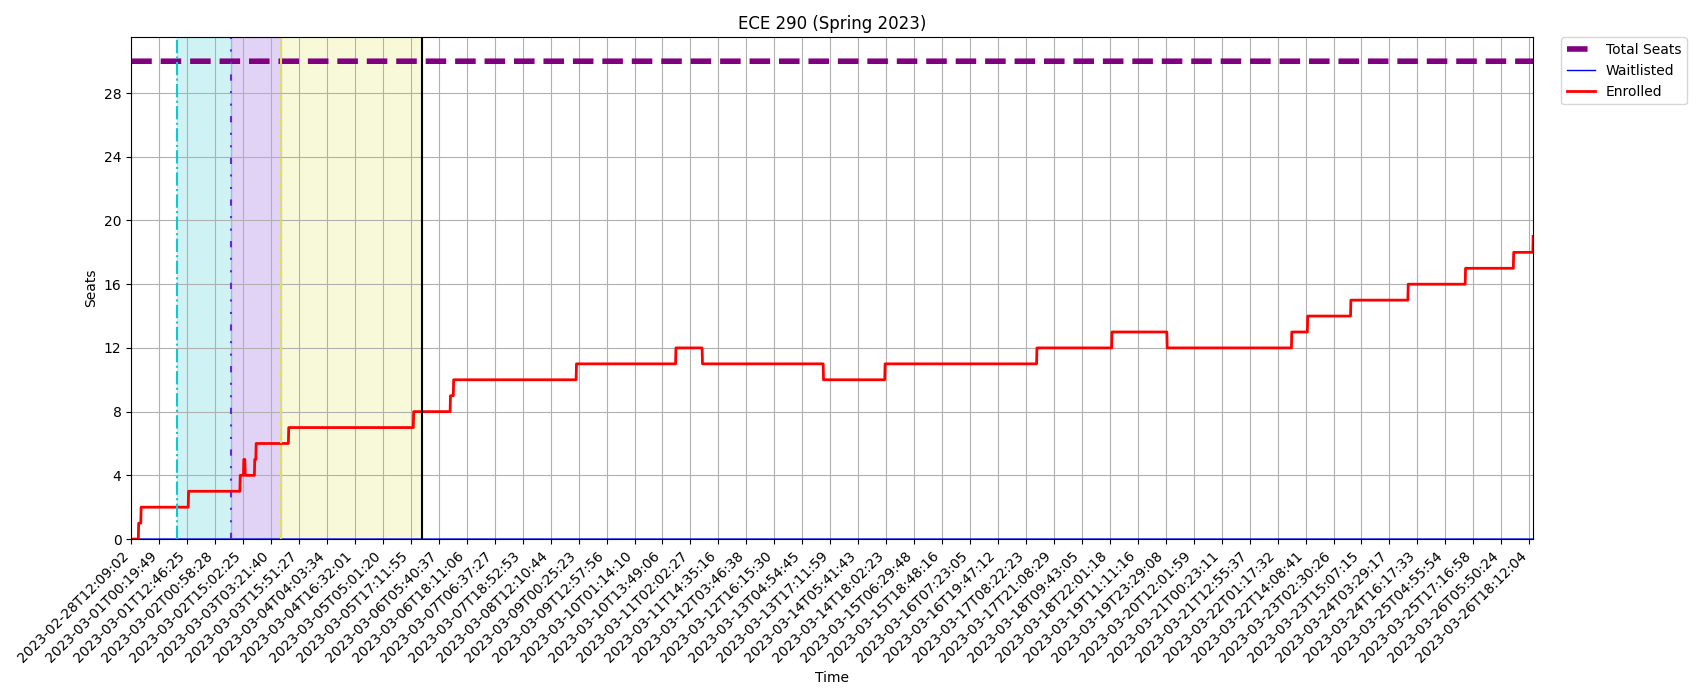 ECE 290 (Spring 2023)
Total Seats
Waitlisted
Enrolled
28
24
20
16
12
8
4
0
Seats
2023-02-28T12:09:02
2023-03-01T00:19:49
2023-03-01T12:46:25
2023-03-02T00:58:28
2023-03-02T15:02:25
2023-03-03T03:21:40
2023-03-03T15:51:27
2023-03-04T04:03:34
2023-03-04T16:32:01
2023-03-05T05:01:20
2023-03-05T17:11:55
2023-03-06T05:40:37
2023-03-06T18:11:06
2023-03-07T06:37:27
2023-03-07T18:52:53
2023-03-08T12:10:44
2023-03-09T00:25:23
2023-03-09T12:57:56
2023-03-10T01:14:10
2023-03-10T13:49:06
2023-03-11T02:02:27
2023-03-11T14:35:16
2023-03-12T03:46:38
2023-03-12T16:15:30
2023-03-13T04:54:45
2023-03-13T17:11:59
2023-03-14T05:41:43
2023-03-14T18:02:23
2023-03-15T06:29:48
2023-03-15T18:48:16
2023-03-16T07:23:05
2023-03-16T19:47:12
2023-03-17T08:22:23
2023-03-17T21:08:29
2023-03-18T09:43:05
2023-03-18T22:01:18
2023-03-19T11:11:16
2023-03-19T23:29:08
2023-03-20T12:01:59
2023-03-21T00:23:11
2023-03-21T12:55:37
2023-03-22T01:17:32
2023-03-22T14:08:41
2023-03-23T02:30:26
2023-03-23T15:07:15
2023-03-24T03:29:17
2023-03-24T16:17:33
2023-03-25T04:55:54
2023-03-25T17:16:58
2023-03-26T05:50:24
2023-03-26T18:12:04
Time